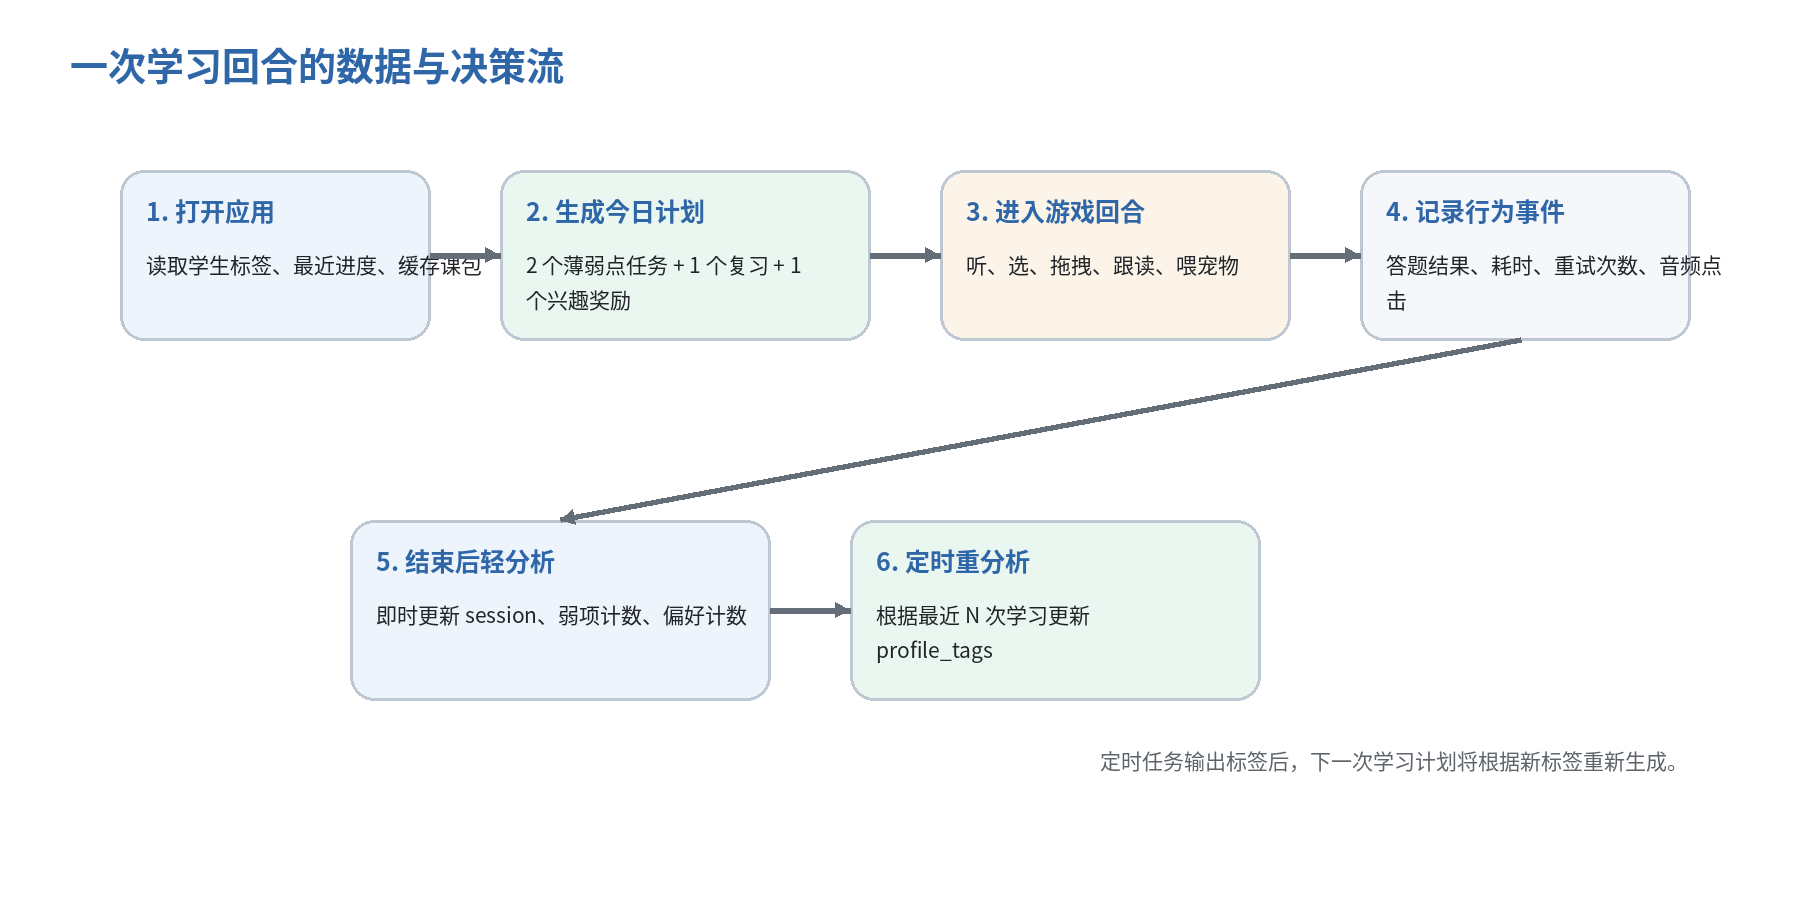 一次学习回合的数据与决策流
1. 打开应用
读取学生标签、最近进度、缓存课包
2. 生成今日计划
2 个薄弱点任务 + 1 个复习 + 1
个兴趣奖励
3. 进入游戏回合
听、选、拖拽、跟读、喂宠物
4. 记录行为事件
答题结果、耗时、重试次数、音频点
击
5. 结束后轻分析
即时更新 session、弱项计数、偏好计数
6. 定时重分析
根据最近 N 次学习更新
profile_tags
定时任务输出标签后，下一次学习计划将根据新标签重新生成。